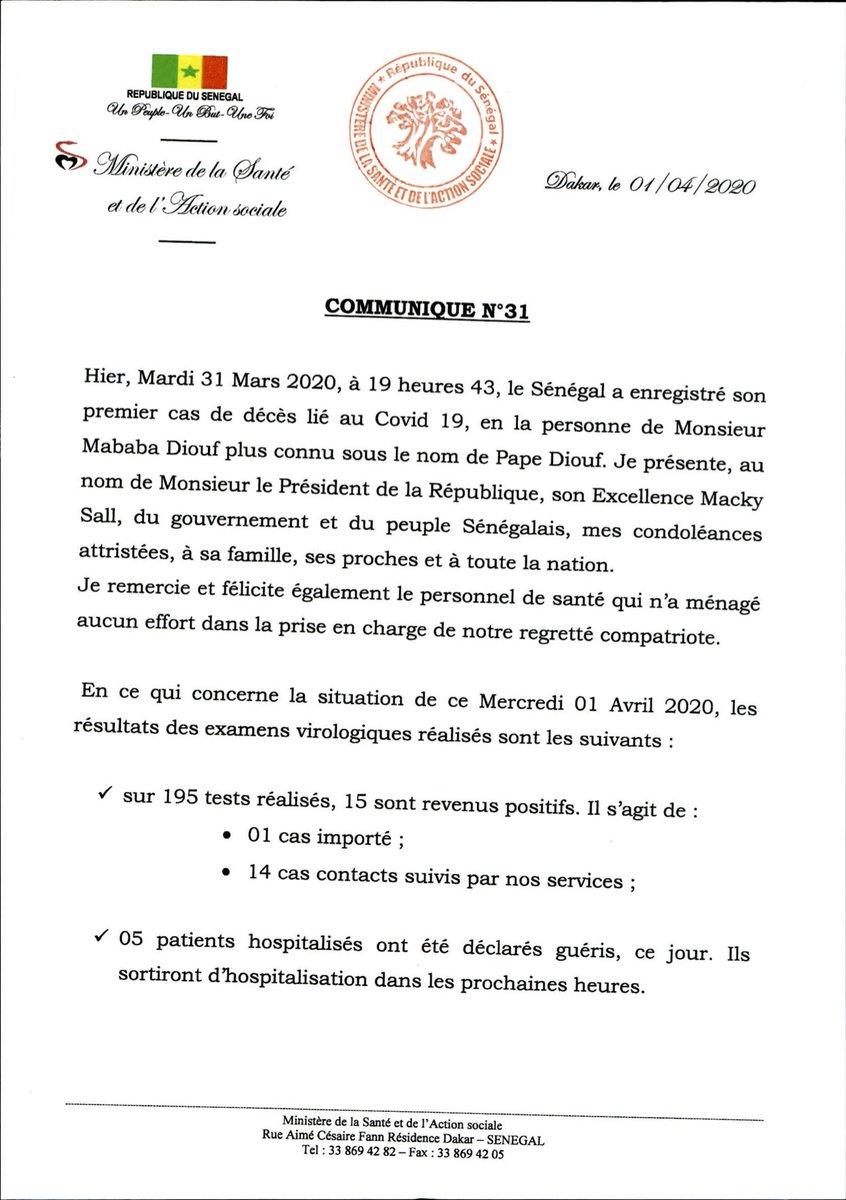 REPUBLIQUE DU SENEGAL
Un Peuple - Un But - Une Foi
Ministère de la Santé
et de l'Action sociale
★ République du Sénégal ★
MINISTÈRE DE LA SANTÉ ET DE L'ACTION SOCIALE
Dakar, le 01/04/2020
COMMUNIQUE N°31
Hier, Mardi 31 Mars 2020, à 19 heures 43, le Sénégal a enregistré son
premier cas de décès lié au Covid 19, en la personne de Monsieur
Mababa Diouf plus connu sous le nom de Pape Diouf. Je présente, au
nom de Monsieur le Président de la République, son Excellence Macky
Sall, du gouvernement et du peuple Sénégalais, mes condoléances
attristées, à sa famille, ses proches et à toute la nation.
Je remercie et félicite également le personnel de santé qui n'a ménagé
aucun effort dans la prise en charge de notre regretté compatriote.
En ce qui concerne la situation de ce Mercredi 01 Avril 2020, les
résultats des examens virologiques réalisés sont les suivants :
✓ sur 195 tests réalisés, 15 sont revenus positifs. Il s'agit de :
• 01 cas importé ;
• 14 cas contacts suivis par nos services ;
✓ 05 patients hospitalisés ont été déclarés guéris, ce jour. Ils
sortiront d'hospitalisation dans les prochaines heures.
Ministère de la Santé et de l'Action sociale
Rue Aimé Césaire Fann Résidence Dakar – SENEGAL
Tel : 33 869 42 82 – Fax : 33 869 42 05